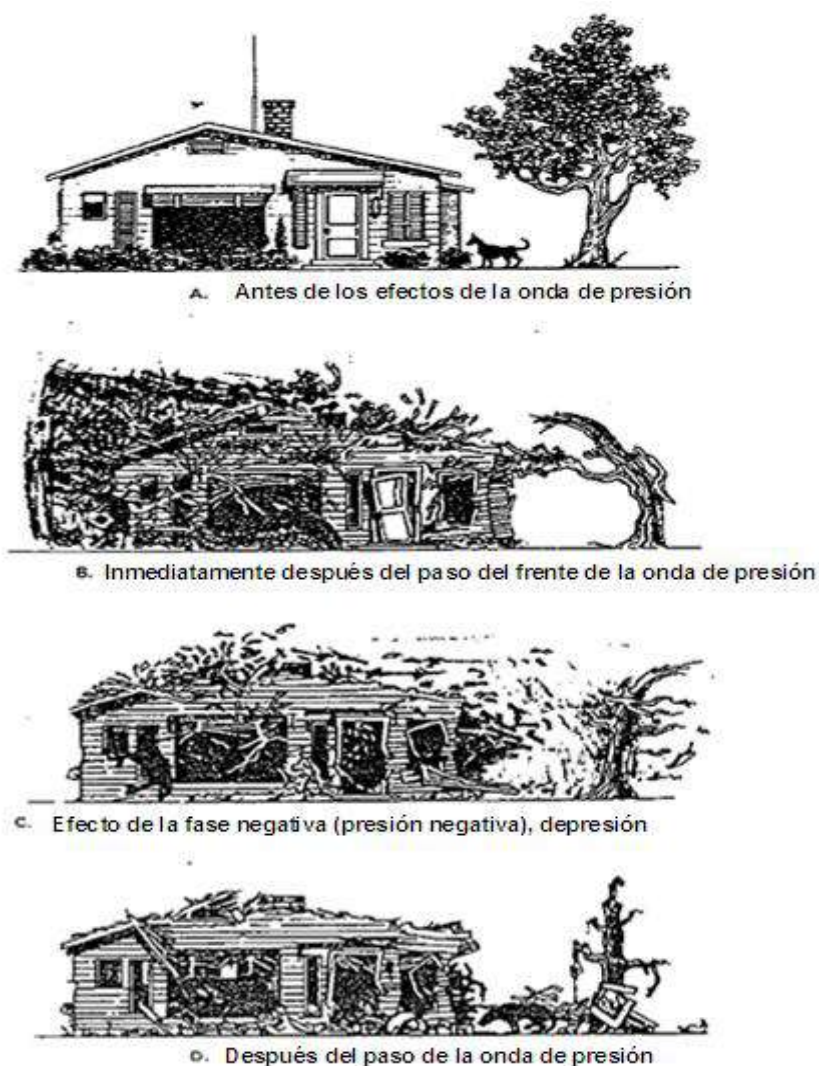 A. Antes de los efectos de la onda de presión
B. Inmediatamente después del paso del frente de la onda de presión
C. Efecto de la fase negativa (presión negativa), depresión
D. Después del paso de la onda de presión